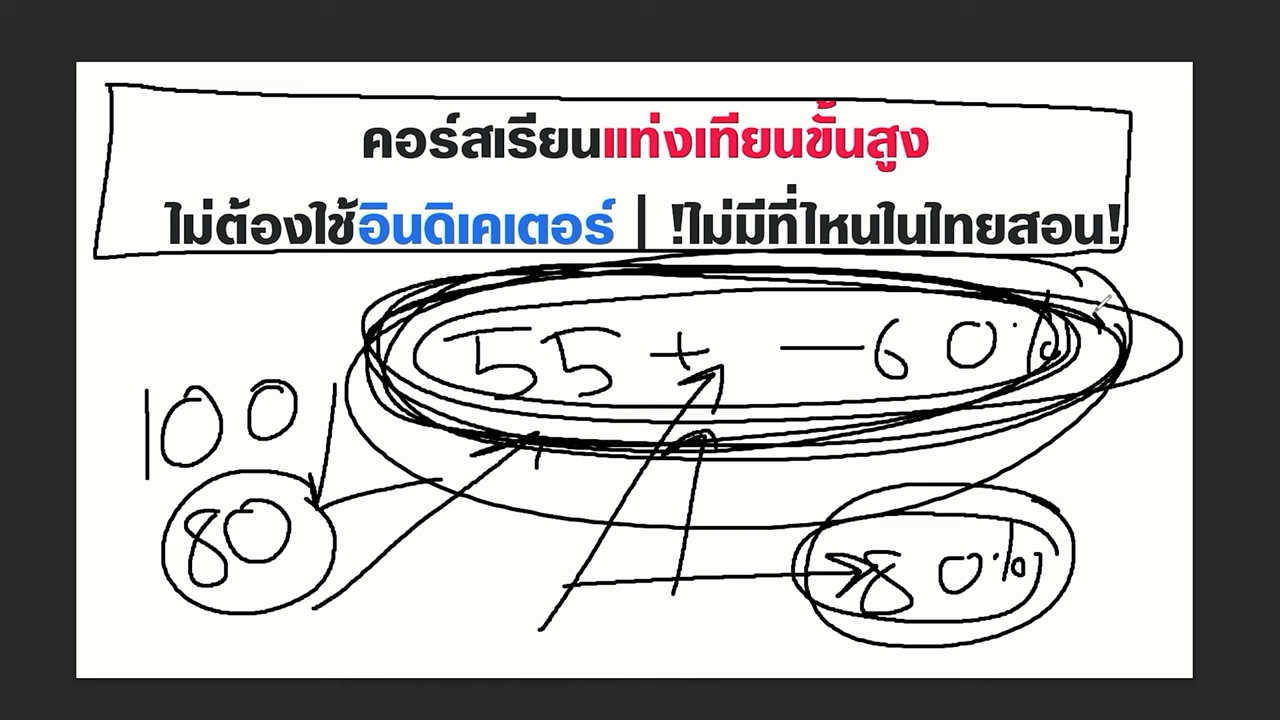 คอร์สเรียนแท่งเทียนขั้นสูง
ไม่ต้องใช้อินดิเคเตอร์ | !ไม่มีที่ไหนในไทยสอน!
55 + — 60%
100
80
80%